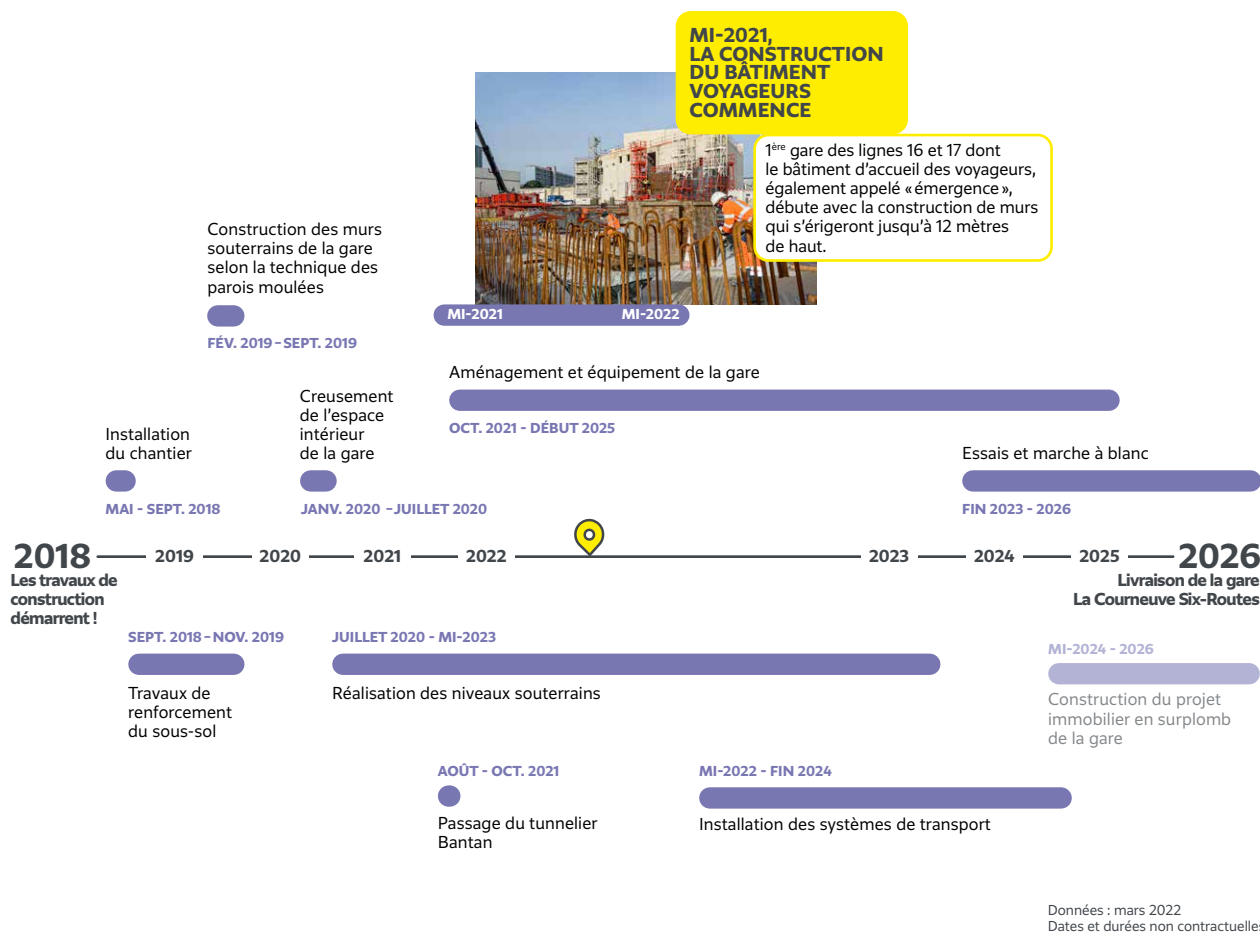 MI-2021,
LA CONSTRUCTION
DU BÂTIMENT
VOYAGEURS
COMMENCE
1ère gare des lignes 16 et 17 dont
le bâtiment d'accueil des voyageurs,
également appelé «émergence»,
débute avec la construction de murs
qui s'érigeront jusqu'à 12 mètres
de haut.
Construction des murs
souterrains de la gare
selon la technique des
parois moulées
FÉV. 2019 – SEPT. 2019
MI-2021
MI-2022
Aménagement et équipement de la gare
OCT. 2021 - DÉBUT 2025
Creusement
de l'espace
intérieur
de la gare
JANV. 2020 – JUILLET 2020
Installation
du chantier
MAI - SEPT. 2018
Essais et marche à blanc
FIN 2023 - 2026
2018 2019 2020 2021 2022 2023 2024 2025 2026
Les travaux de
construction
démarrent !
Livraison de la gare
La Courneuve Six-Routes
SEPT. 2018 – NOV. 2019
Travaux de
renforcement
du sous-sol
JUILLET 2020 - MI-2023
Réalisation des niveaux souterrains
MI-2024 - 2026
Construction du projet
immobilier en surplomb
de la gare
AOÛT - OCT. 2021
Passage du tunnelier
Bantan
MI-2022 - FIN 2024
Installation des systèmes de transport
Données : mars 2022
Dates et durées non contractuelles